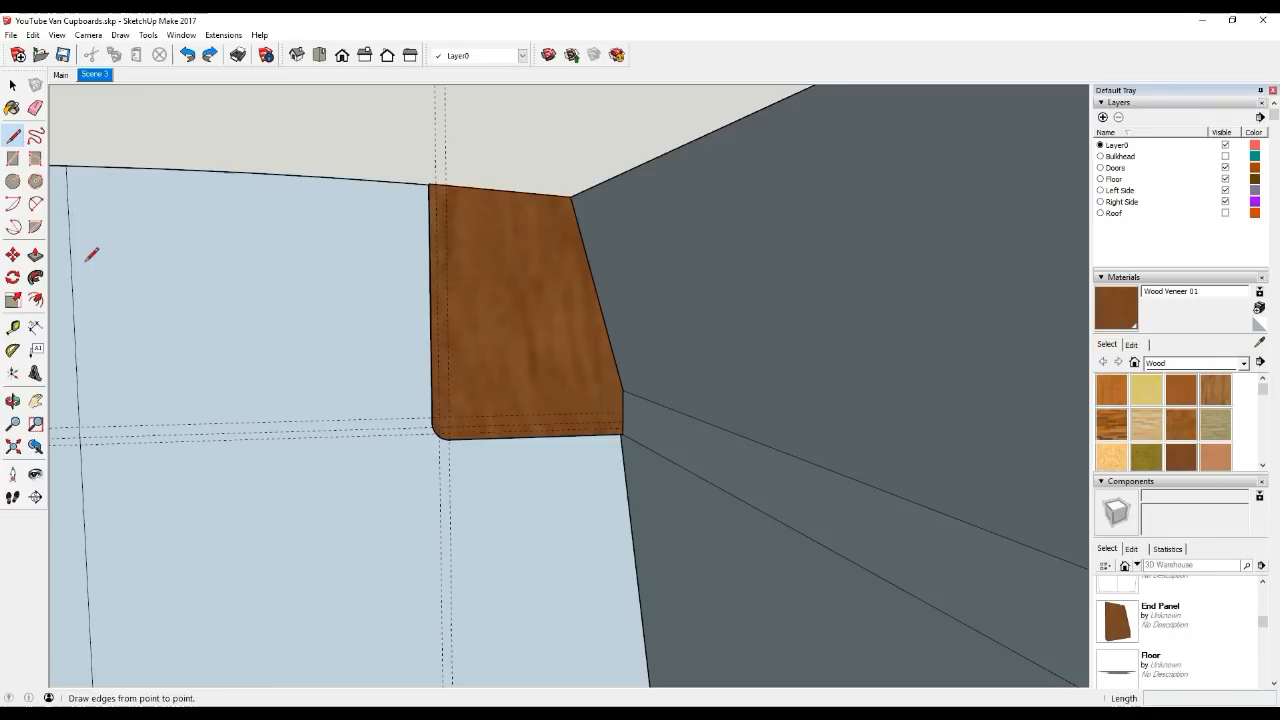 YouTube Van Cupboards.skp - SketchUp Make 2017
File Edit View Camera Draw Tools Window Extensions Help
Layer0
Main Scene 3
Default Tray
Layers
Name Visible Color
Layer0
Bulkhead
Doors
Floor
Left Side
Right Side
Roof
Materials
Wood Veneer 01
Select Edit
Wood
Components
Select Edit Statistics
3D Warehouse
No Description
End Panel
by Unknown
No Description
Floor
by Unknown
No Description
Draw edges from point to point.
Length